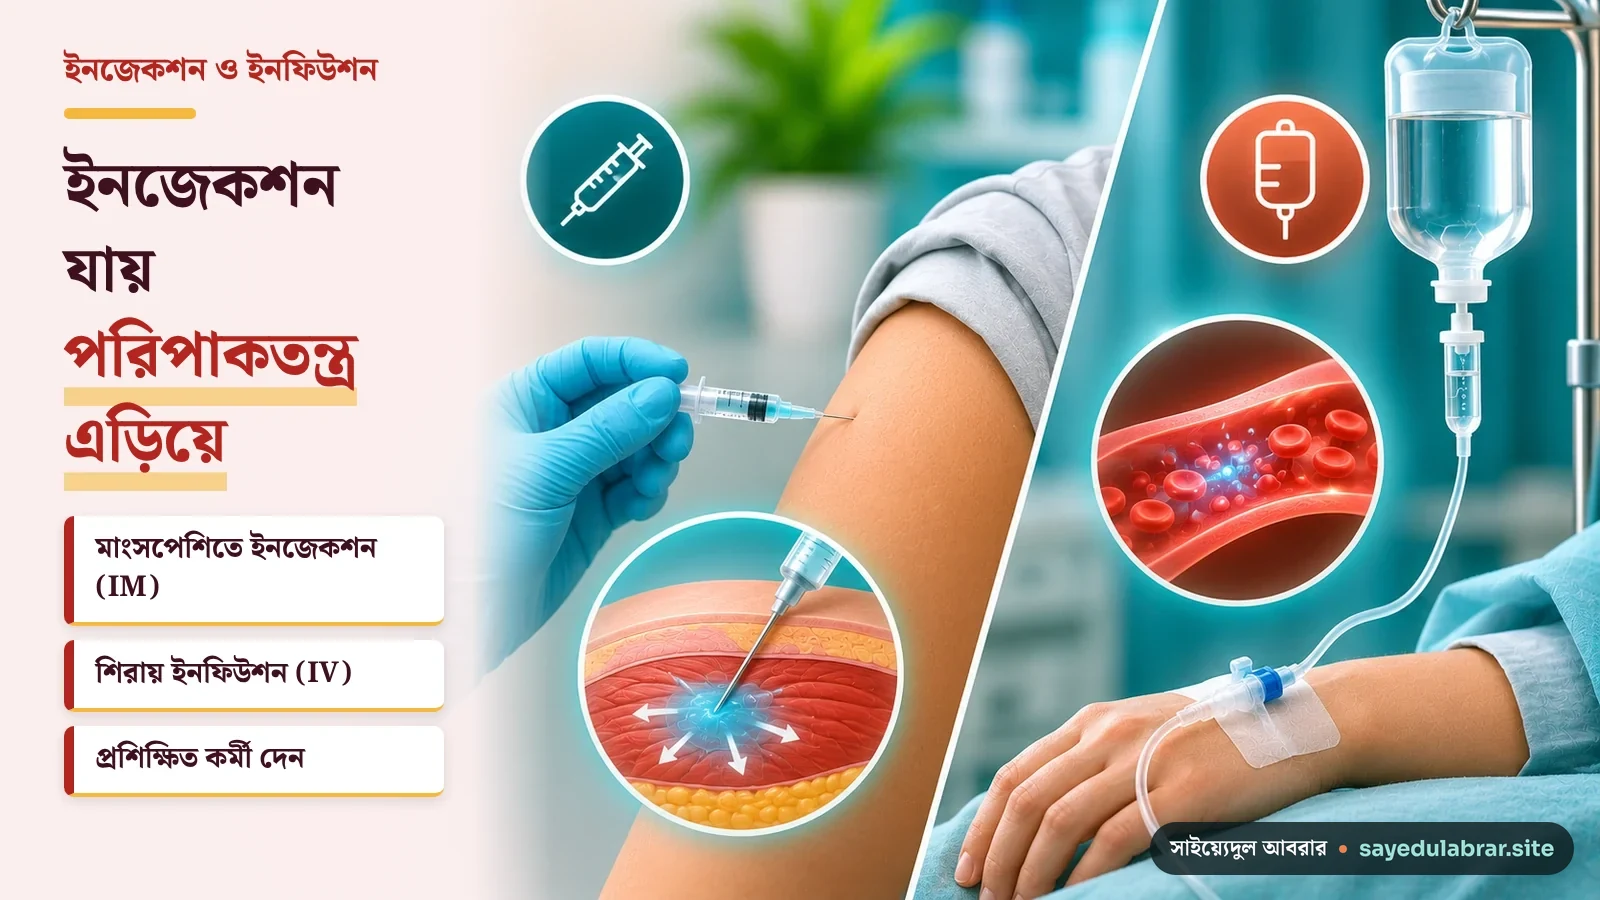 ইনজেকশন ও ইনফিউশন
ইনজেকশন
যায়
পরিপাকতন্ত্র
এড়িয়ে
মাংসপেশিতে ইনজেকশন
(IM)
শিরায় ইনফিউশন (IV)
প্রশিক্ষিত কর্মী দেন
সাইয়্যেদুল আবরার • sayedulabrar.site